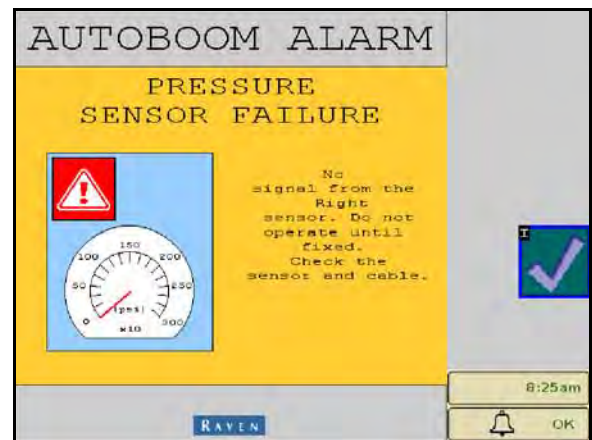 AUTOBOOM ALARM
PRESSURE
SENSOR FAILURE
No
signal from the
Right
sensor. Do not
operate until
fixed.
Check the
sensor and cable.
150
100 200
50 250
0 300
(psi)
x10
I
8:25am
OK
RAVEN